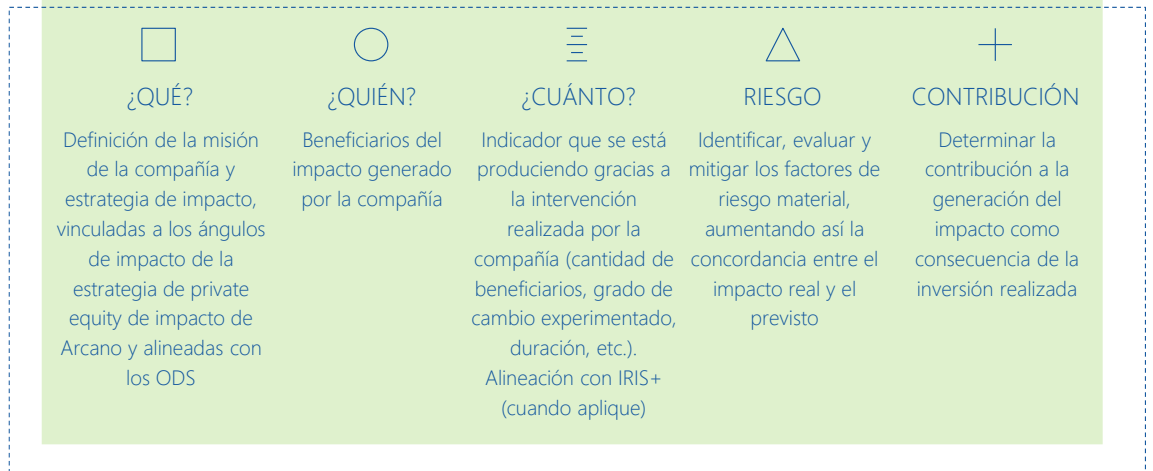 ¿QUÉ?
Definición de la misión
de la compañía y
estrategia de impacto,
vinculadas a los ángulos
de impacto de la
estrategia de private
equity de impacto de
Arcano y alineadas con
los ODS
¿QUIÉN?
Beneficiarios del
impacto generado
por la compañía
¿CUÁNTO?
Indicador que se está
produciendo gracias a
la intervención
realizada por la
compañía (cantidad de
beneficiarios, grado de
cambio experimentado,
duración, etc.).
Alineación con IRIS+
(cuando aplique)
RIESGO
Identificar, evaluar y
mitigar los factores de
riesgo material,
aumentando así la
concordancia entre el
impacto real y el
previsto
CONTRIBUCIÓN
Determinar la
contribución a la
generación del
impacto como
consecuencia de la
inversión realizada